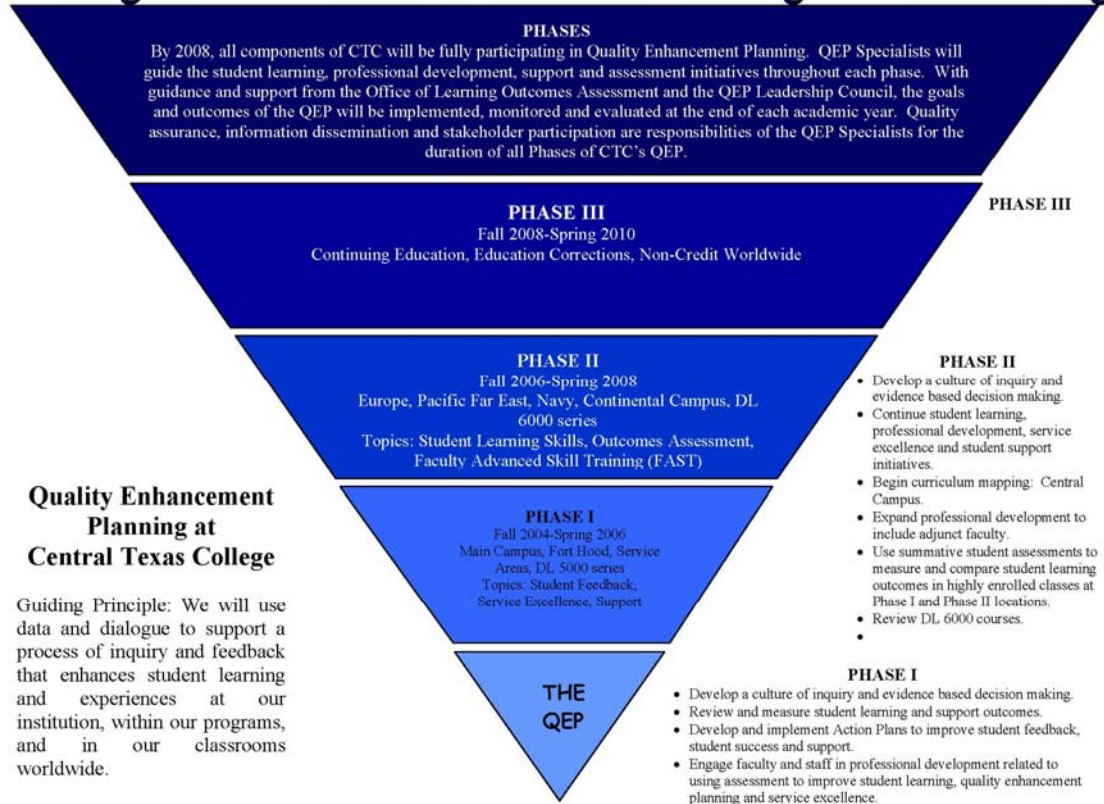 PHASES
By 2008, all components of CTC will be fully participating in Quality Enhancement Planning. QEP Specialists will
guide the student learning, professional development, support and assessment initiatives throughout each phase. With
guidance and support from the Office of Learning Outcomes Assessment and the QEP Leadership Council, the goals
and outcomes of the QEP will be implemented, monitored and evaluated at the end of each academic year. Quality
assurance, information dissemination and stakeholder participation are responsibilities of the QEP Specialists for the
duration of all Phases of CTC's QEP.
PHASE III
Fall 2008-Spring 2010
Continuing Education, Education Corrections, Non-Credit Worldwide
PHASE III
PHASE II
Fall 2006-Spring 2008
Europe, Pacific Far East, Navy, Continental Campus, DL
6000 series
Topics: Student Learning Skills, Outcomes Assessment,
Faculty Advanced Skill Training (FAST)
PHASE II
• Develop a culture of inquiry and
evidence based decision making.
• Continue student learning,
professional development, service
excellence and student support
initiatives.
• Begin curriculum mapping: Central
Campus.
• Expand professional development to
include adjunct faculty.
• Use summative student assessments to
measure and compare student learning
outcomes in highly enrolled classes at
Phase I and Phase II locations.
• Review DL 6000 courses.
•
PHASE I
Fall 2004-Spring 2006
Main Campus, Fort Hood, Service
Areas, DL 5000 series
Topics: Student Feedback,
Service Excellence, Support
Quality Enhancement
Planning at
Central Texas College
Guiding Principle: We will use
data and dialogue to support a
process of inquiry and feedback
that enhances student learning
and experiences at our
institution, within our programs,
and in our classrooms
worldwide.
THE
QEP
PHASE I
• Develop a culture of inquiry and evidence based decision making.
• Review and measure student learning and support outcomes.
• Develop and implement Action Plans to improve student feedback,
student success and support.
• Engage faculty and staff in professional development related to
using assessment to improve student learning, quality enhancement
planning and service excellence.